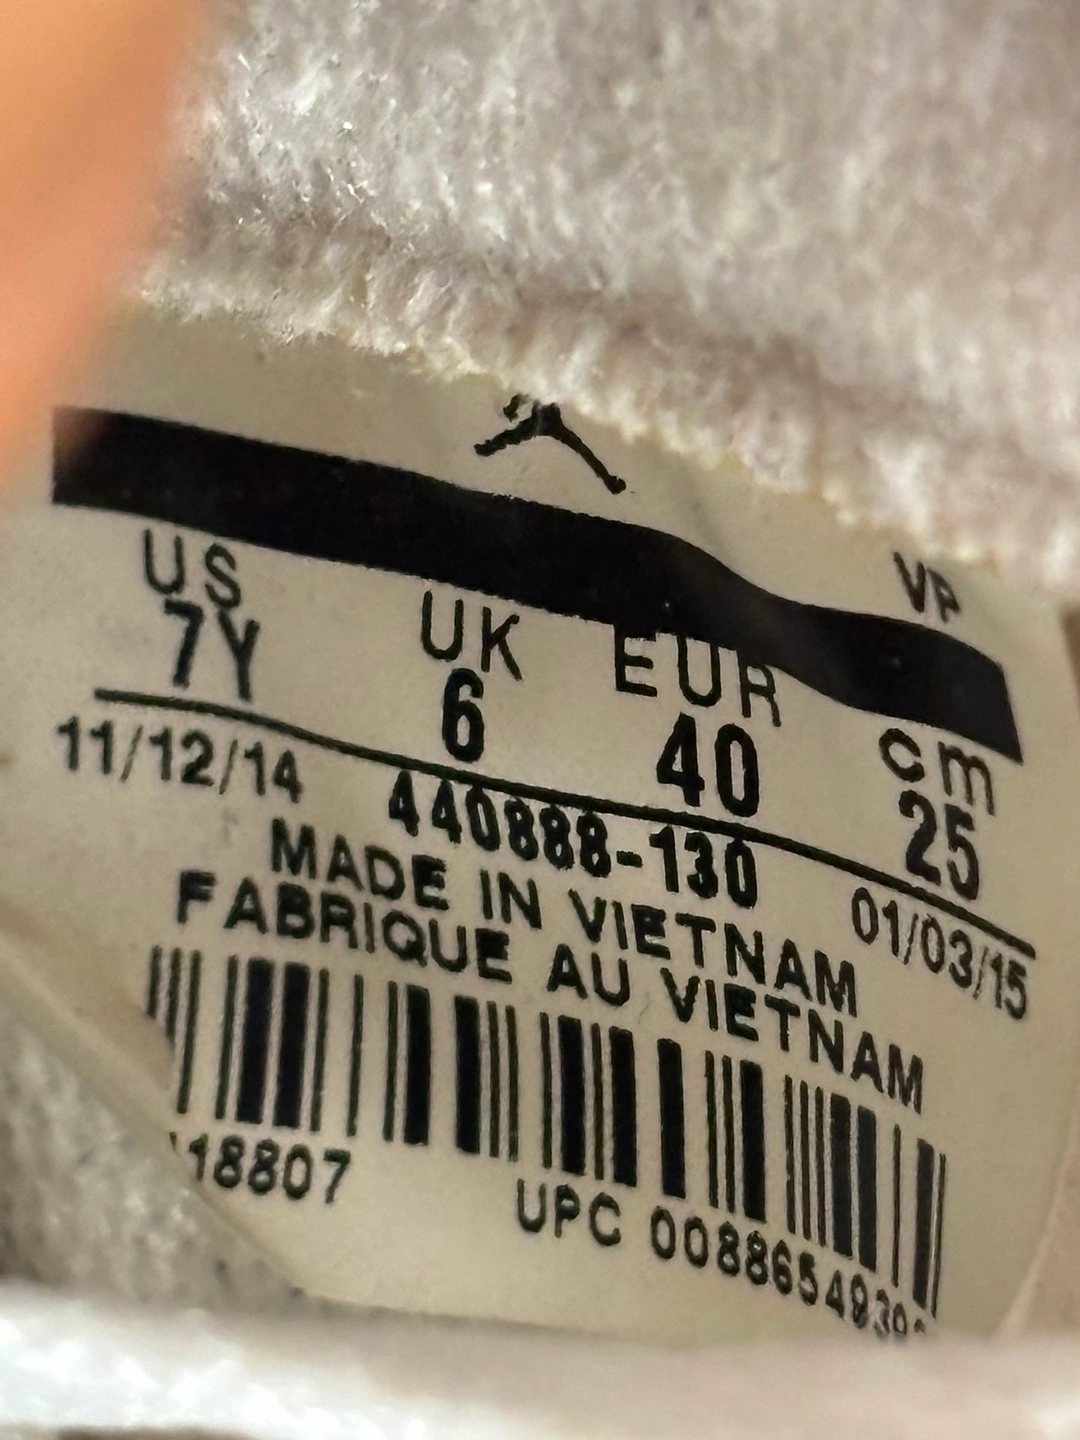 VP
US UK EUR cm
7Y 6 40 25
11/12/14 440888-130 01/03/15
MADE IN VIETNAM
FABRIQUE AU VIETNAM
18807 UPC 0088654939